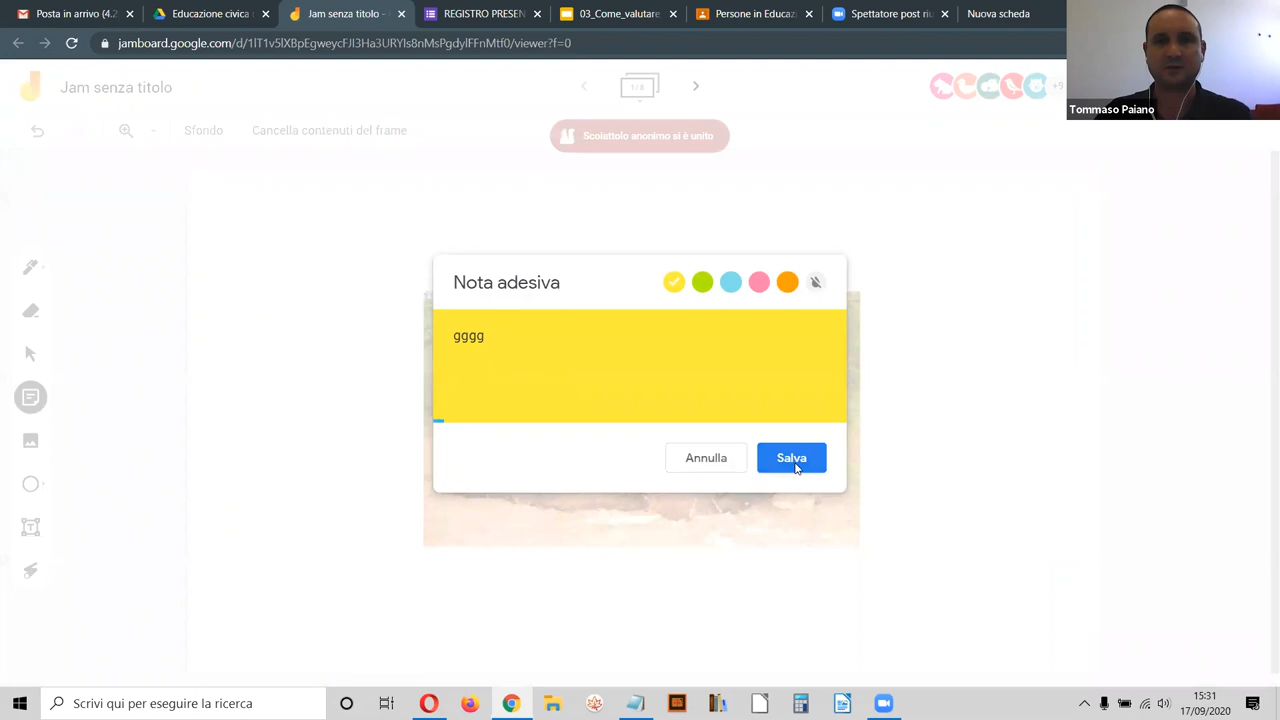 Posta in arrivo (4.2
Educazione civica
Jam senza titolo -
REGISTRO PRESEN
03_Come_valutare
Persone in Educaz
Spettatore post riu
Nuova scheda
jamboard.google.com/d/1lT1v5lXBpEgweycFJI3Ha3URYls8nMsPgdylFFnMtf0/viewer?f=0
Jam senza titolo
1/8
+9
Tommaso Paiano
Sfondo
Cancella contenuti del frame
Scoiattolo anonimo si è unito
Nota adesiva
gggg
Annulla
Salva
Scrivi qui per eseguire la ricerca
15:31
17/09/2020